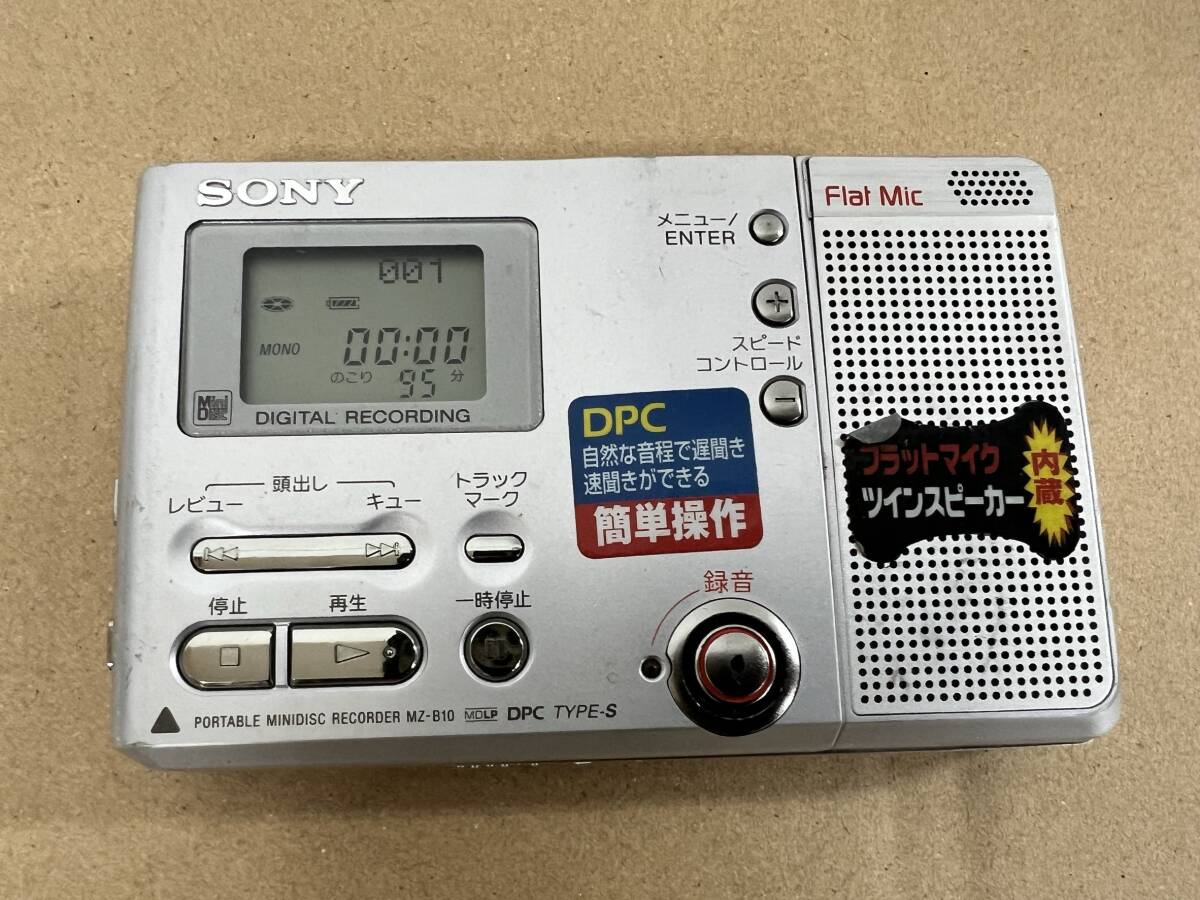 SONY
001
MONO
00:00
のこり 95 分
Mini Disc
DIGITAL RECORDING
メニュー/
ENTER
+
スピード
コントロール
−
Flat Mic
DPC
自然な音程で遅聞き
速聞きができる
簡単操作
フラットマイク
ツインスピーカー
内蔵
頭出し
レビュー
キュー
トラック
マーク
停止
再生
一時停止
録音
PORTABLE MINIDISC RECORDER MZ-B10 MDLP DPC TYPE-S